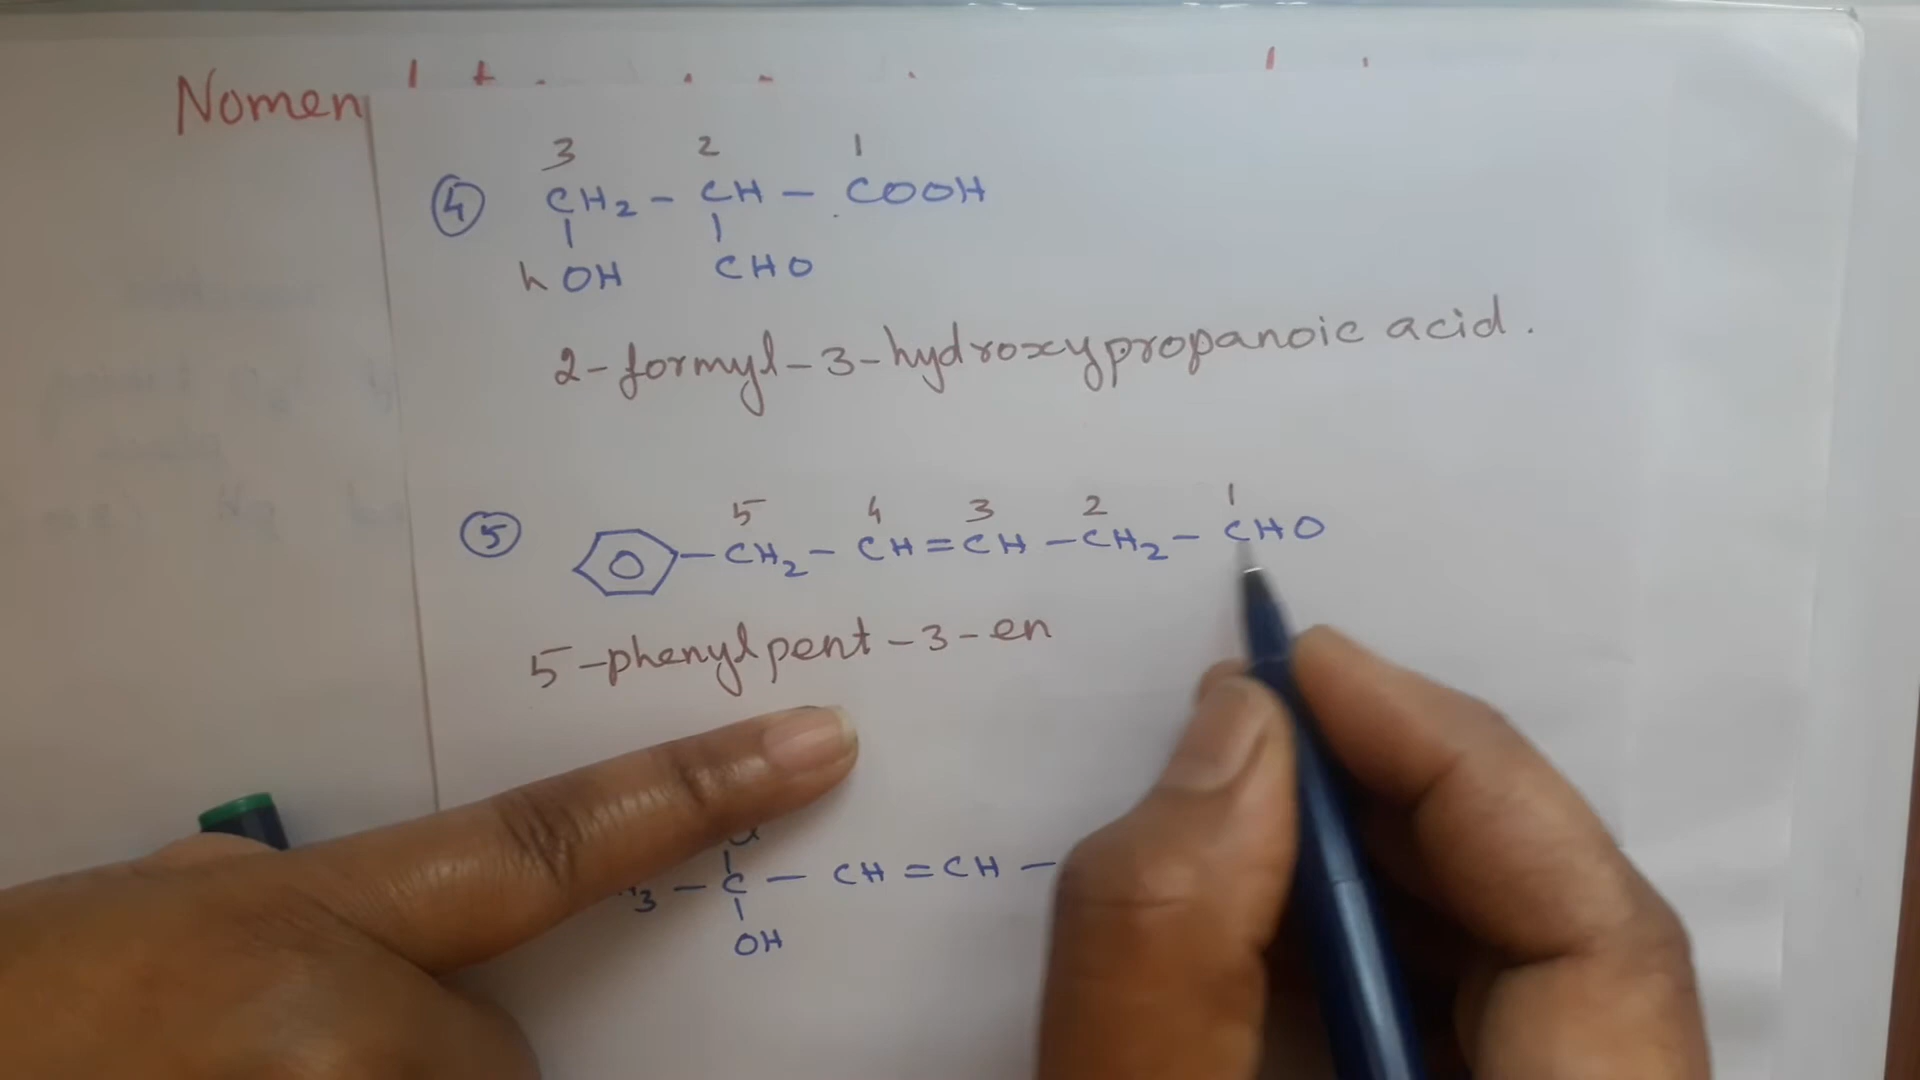 Nomen
3 2 1
④ CH₂ - CH - COOH
h OH CHO
2-formyl-3-hydroxypropanoic acid.
5 4 3 2 1
⑤ -CH₂ - CH = CH - CH₂ - CHO
5-phenylpent-3-en
3 - C - CH = CH -
OH